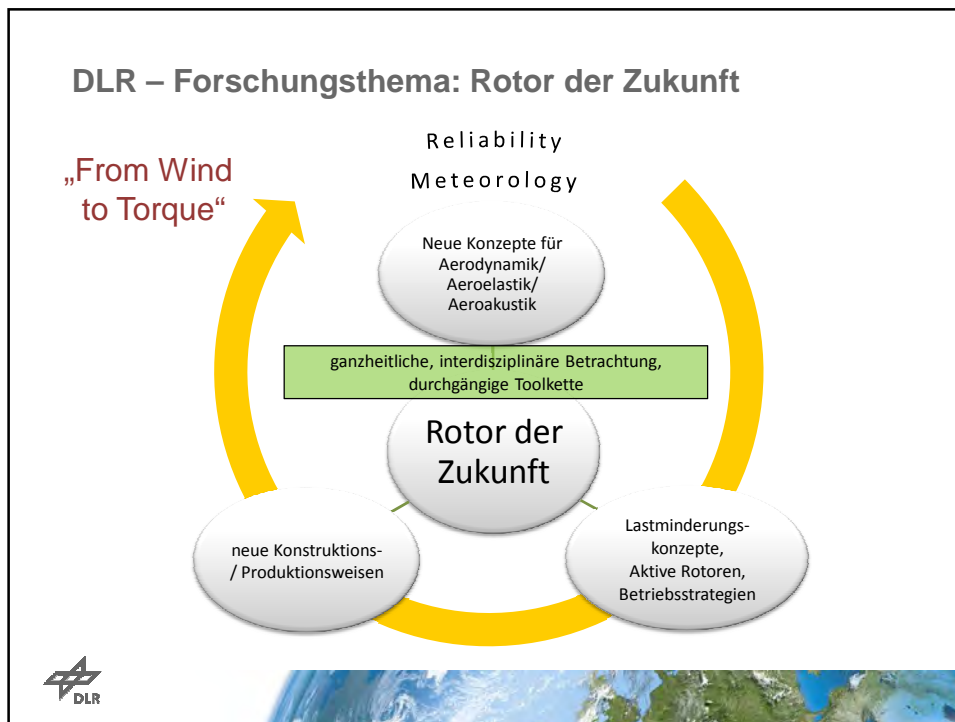 DLR – Forschungsthema: Rotor der Zukunft
Reliability
Meteorology
„From Wind
to Torque“
Neue Konzepte für
Aerodynamik/
Aeroelastik/
Aeroakustik
ganzheitliche, interdisziplinäre Betrachtung,
durchgängige Toolkette
Rotor der
Zukunft
neue Konstruktions-
/ Produktionsweisen
Lastminderungs-
konzepte,
Aktive Rotoren,
Betriebsstrategien
DLR